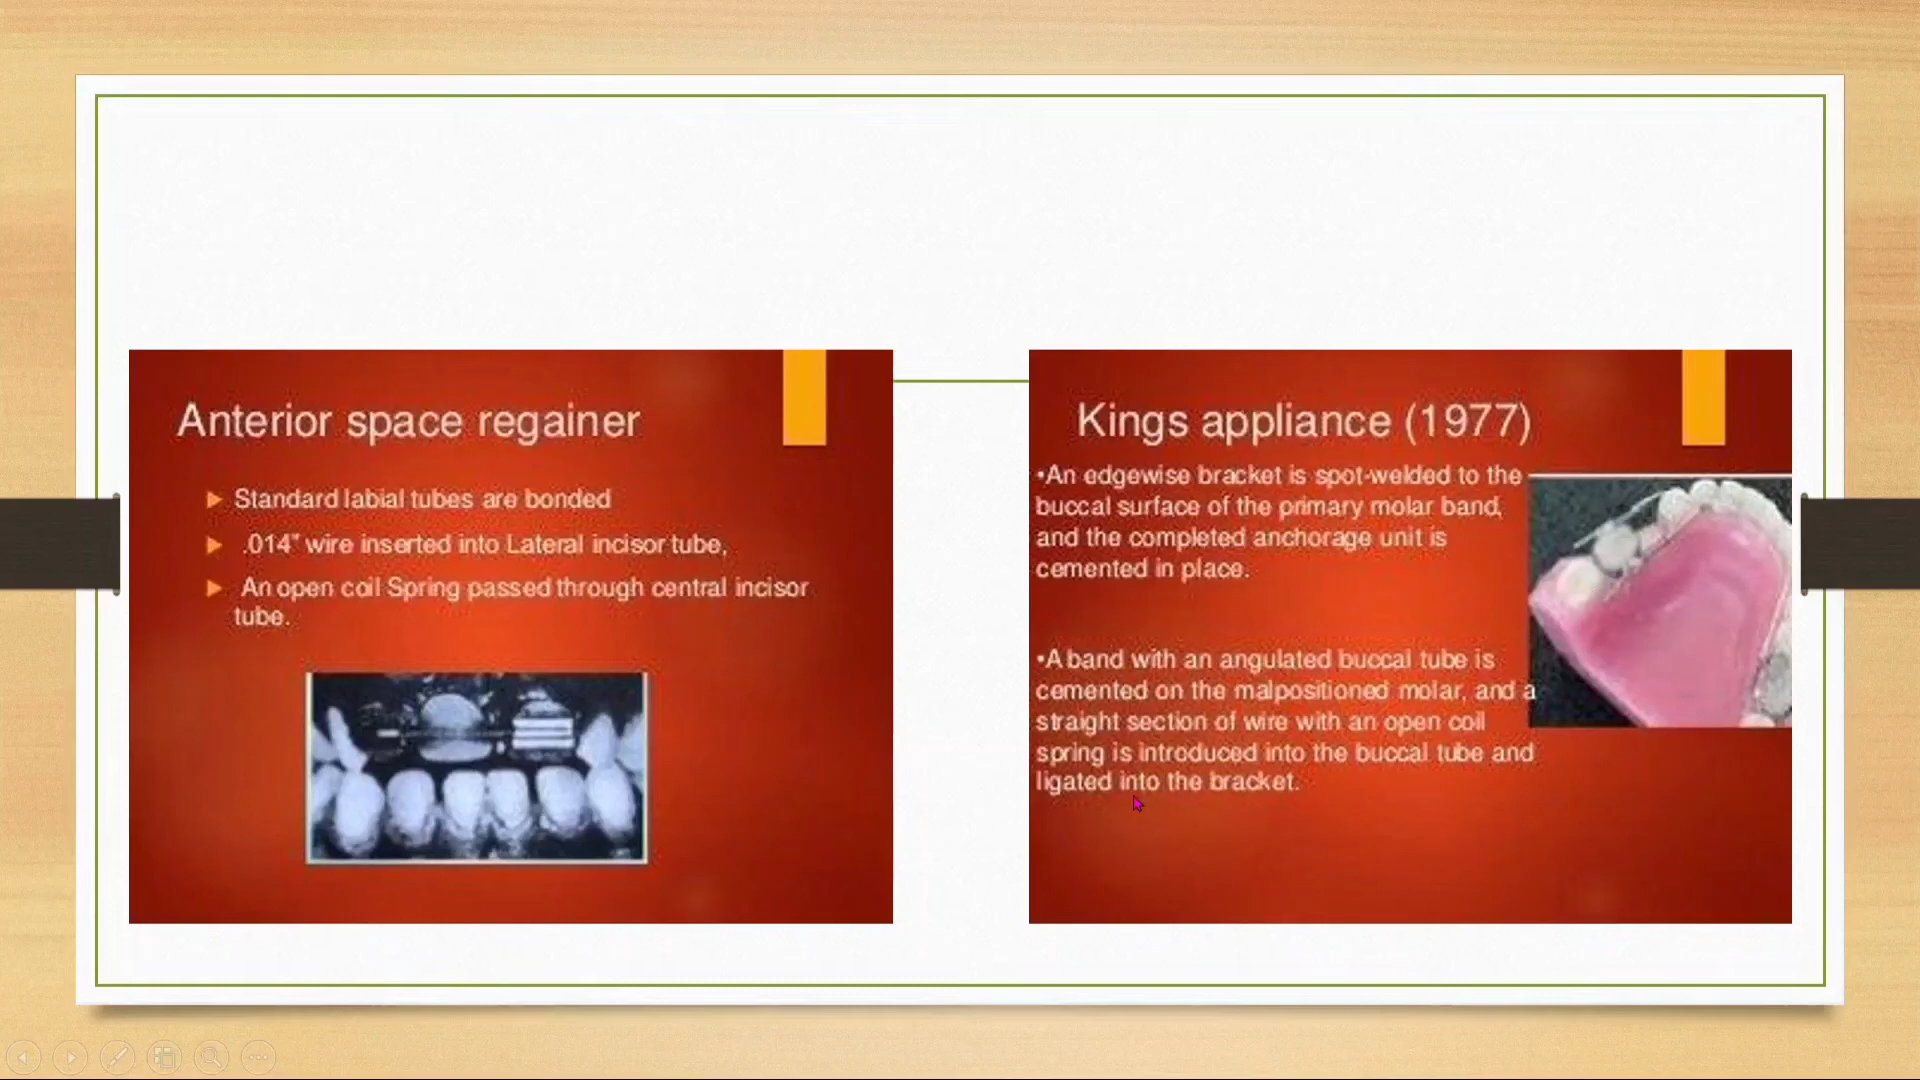 Anterior space regainer
Standard labial tubes are bonded
.014" wire inserted into Lateral incisor tube,
An open coil Spring passed through central incisor
tube.
Kings appliance (1977)
•An edgewise bracket is spot-welded to the
buccal surface of the primary molar band,
and the completed anchorage unit is
cemented in place.
•A band with an angulated buccal tube is
cemented on the malpositioned molar, and a
straight section of wire with an open coil
spring is introduced into the buccal tube and
ligated into the bracket.